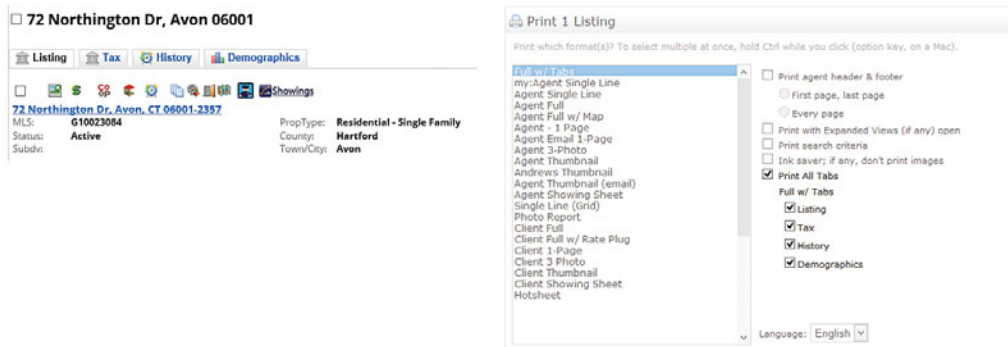 72 Northington Dr, Avon 06001
Listing Tax History Demographics
Showings
72 Northington Dr, Avon, CT 06001-2357
MLS: G10023084 PropType: Residential - Single Family
Status: Active County: Hartford
Subdv: Town/City: Avon
Print 1 Listing
Print which format(s)? To select multiple at once, hold Ctrl while you click (option key, on a Mac).
Full w/ Tabs
my:Agent Single Line
Agent Single Line
Agent Full
Agent Full w/ Map
Agent - 1 Page
Agent Email 1-Page
Agent 3-Photo
Agent Thumbnail
Andrews Thumbnail
Agent Thumbnail (email)
Agent Showing Sheet
Single Line (Grid)
Photo Report
Client Full
Client Full w/ Rate Plug
Client 1-Page
Client 3 Photo
Client Thumbnail
Client Showing Sheet
Hotsheet
Print agent header & footer
First page, last page
Every page
Print with Expanded Views (if any) open
Print search criteria
Ink saver; if any, don't print images
Print All Tabs
Full w/ Tabs
Listing
Tax
History
Demographics
Language: English